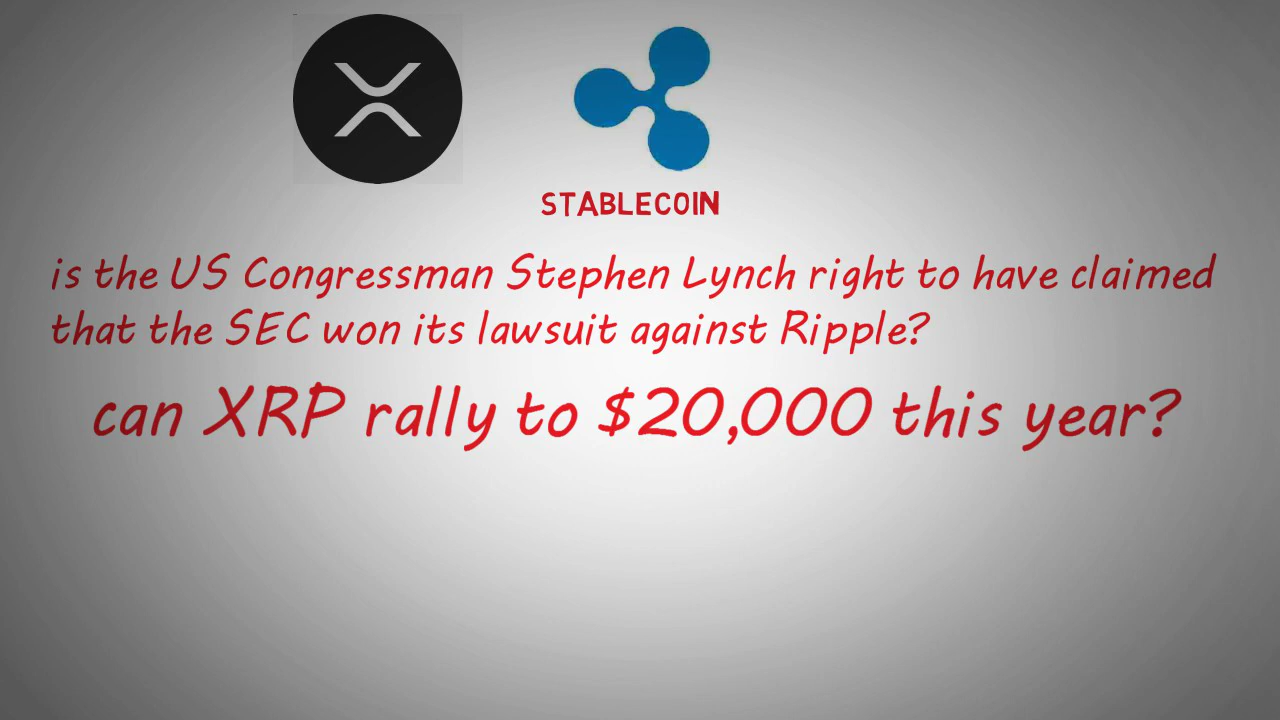 STABLECOIN
is the US Congressman Stephen Lynch right to have claimed
that the SEC won its lawsuit against Ripple?
can XRP rally to $20,000 this year?